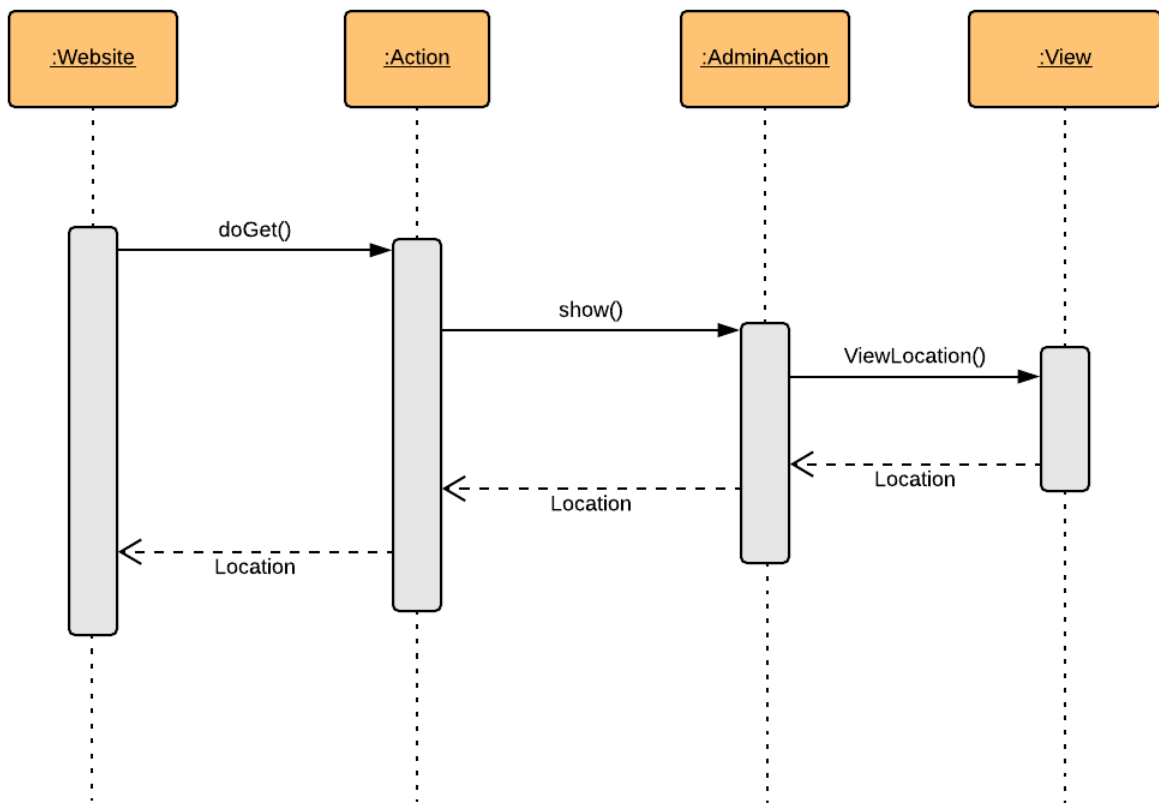 :Website
:Action
:AdminAction
:View
doGet()
show()
ViewLocation()
Location
Location
Location